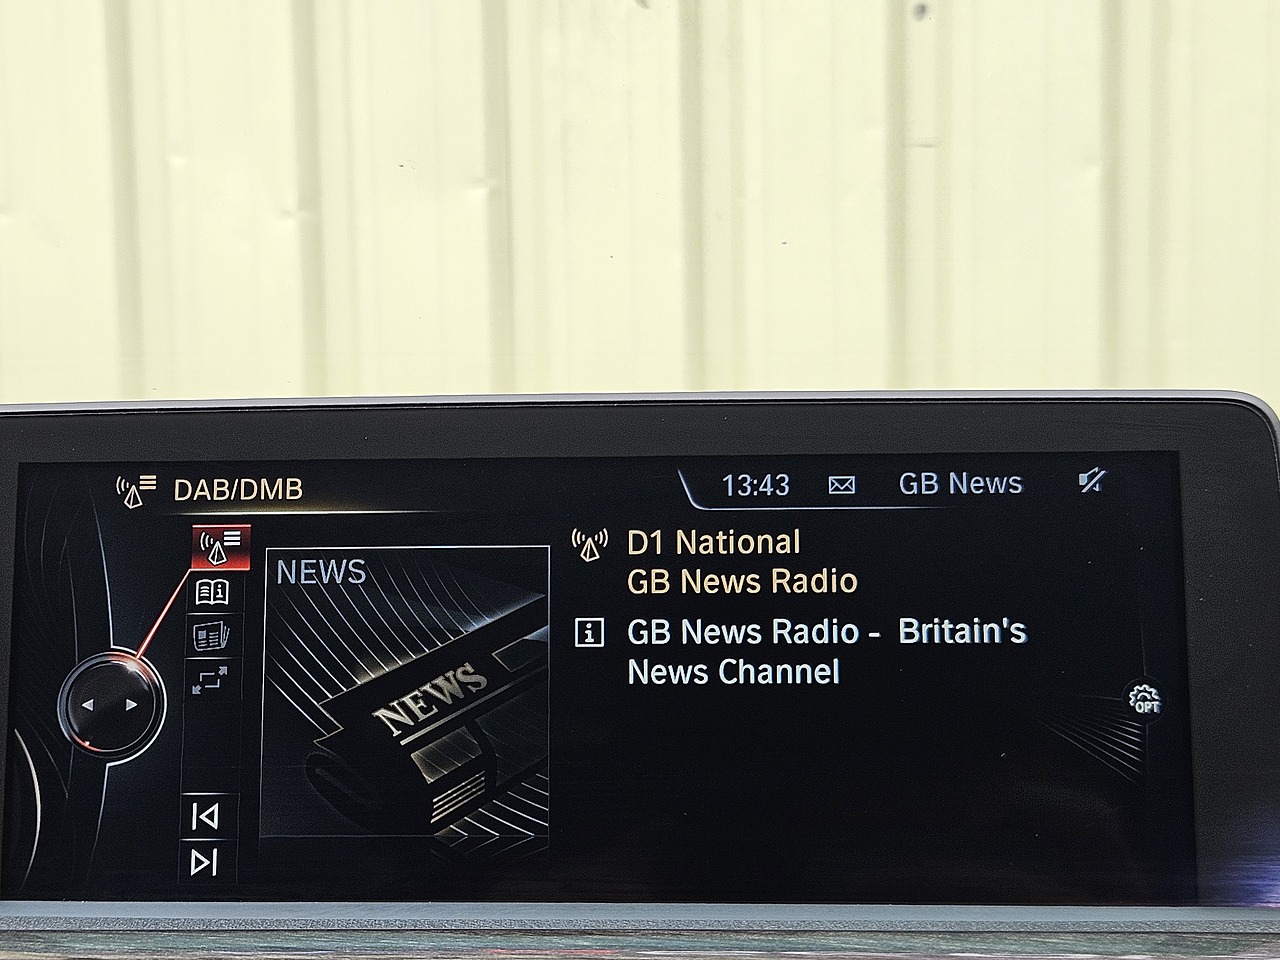 DAB/DMB
13:43
GB News
NEWS
NEWS
D1 National
GB News Radio
GB News Radio - Britain's
News Channel
OPT